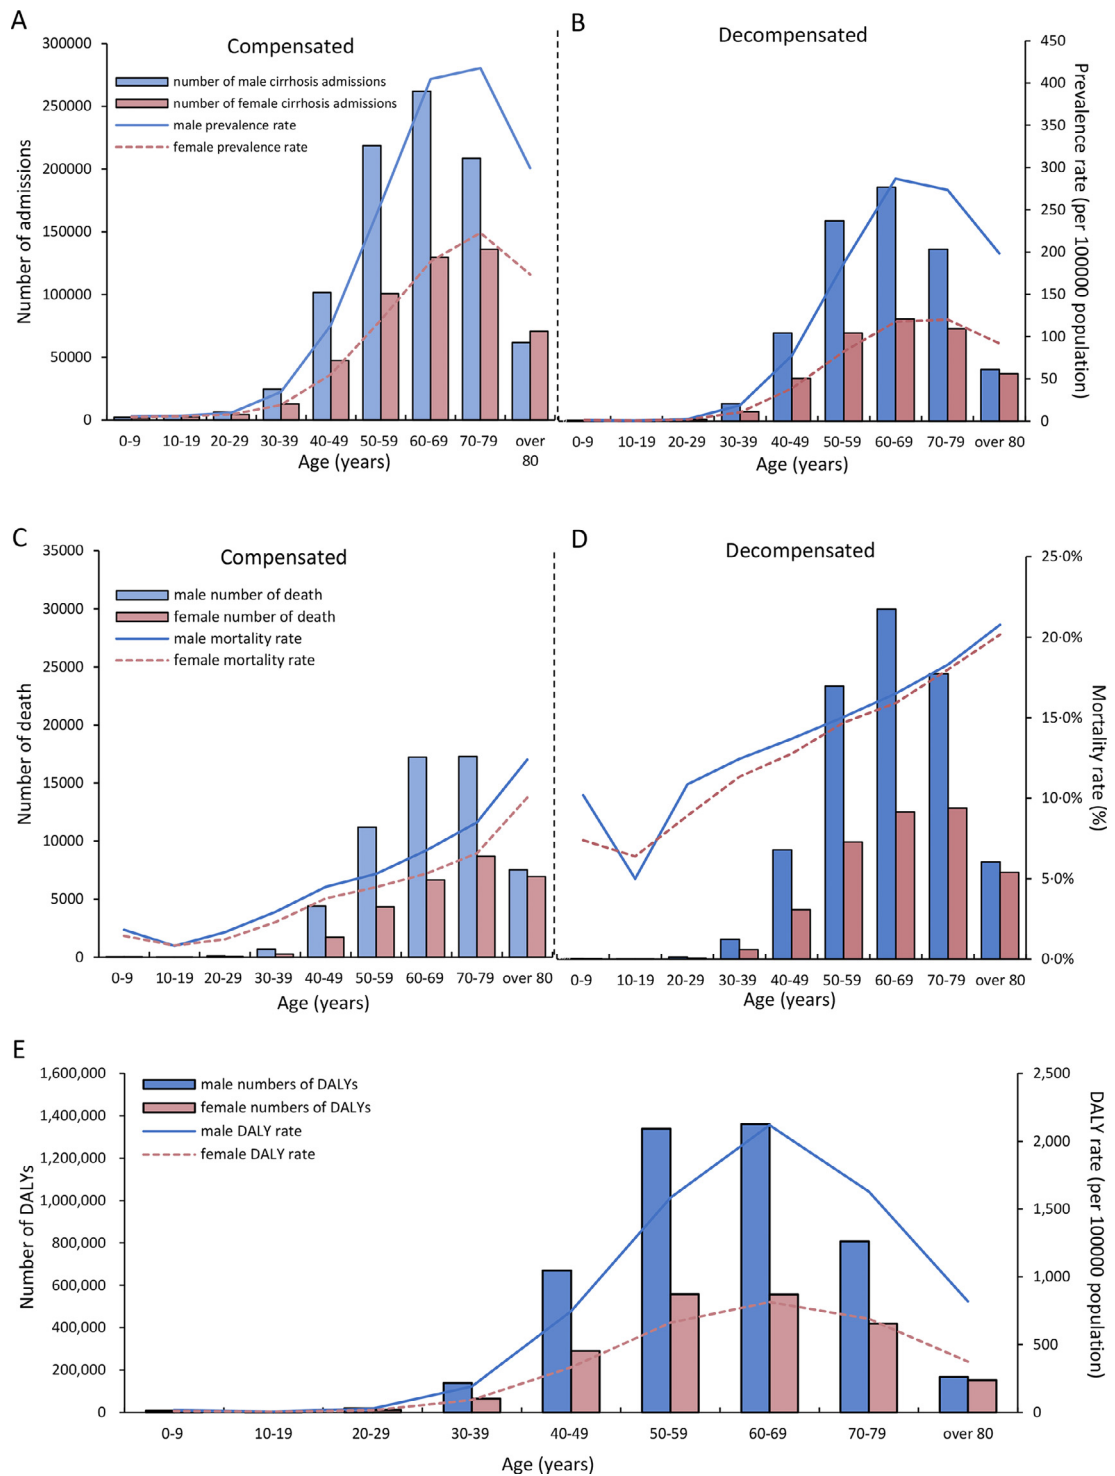 A
Compensated
300000
250000
200000
150000
100000
50000
0
Number of admissions
number of male cirrhosis admissions
number of female cirrhosis admissions
male prevalence rate
female prevalence rate
0-9 10-19 20-29 30-39 40-49 50-59 60-69 70-79 over 80
Age (years)
B
Decompensated
450
400
350
300
250
200
150
100
50
0
Prevalence rate (per 100000 population)
0-9 10-19 20-29 30-39 40-49 50-59 60-69 70-79 over 80
Age (years)
C
Compensated
35000
30000
25000
20000
15000
10000
5000
0
Number of death
male number of death
female number of death
male mortality rate
female mortality rate
0-9 10-19 20-29 30-39 40-49 50-59 60-69 70-79 over 80
Age (years)
D
Decompensated
25·0%
20·0%
15·0%
10·0%
5·0%
0·0%
Mortality rate (%)
0-9 10-19 20-29 30-39 40-49 50-59 60-69 70-79 over 80
Age (years)
E
1,600,000
1,400,000
1,200,000
1,000,000
800,000
600,000
400,000
200,000
0
Number of DALYs
male numbers of DALYs
female numbers of DALYs
male DALY rate
female DALY rate
2,500
2,000
1,500
1,000
500
0
DALY rate (per 100000 population)
0-9 10-19 20-29 30-39 40-49 50-59 60-69 70-79 over 80
Age (years)